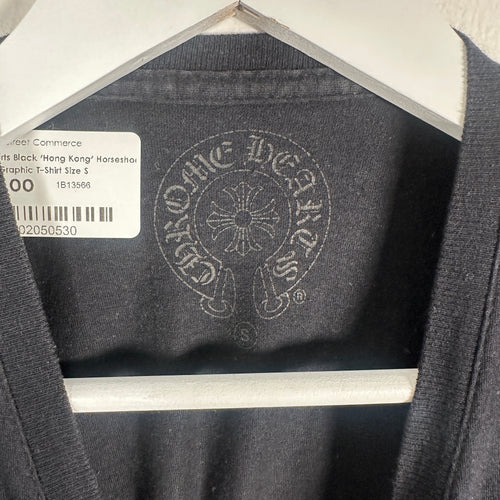 Street Commerce
rts Black 'Hong Kong' Horseshoe
Graphic T-Shirt Size S
.00 1B13566
02050530
CHROME HEARTS
®
S